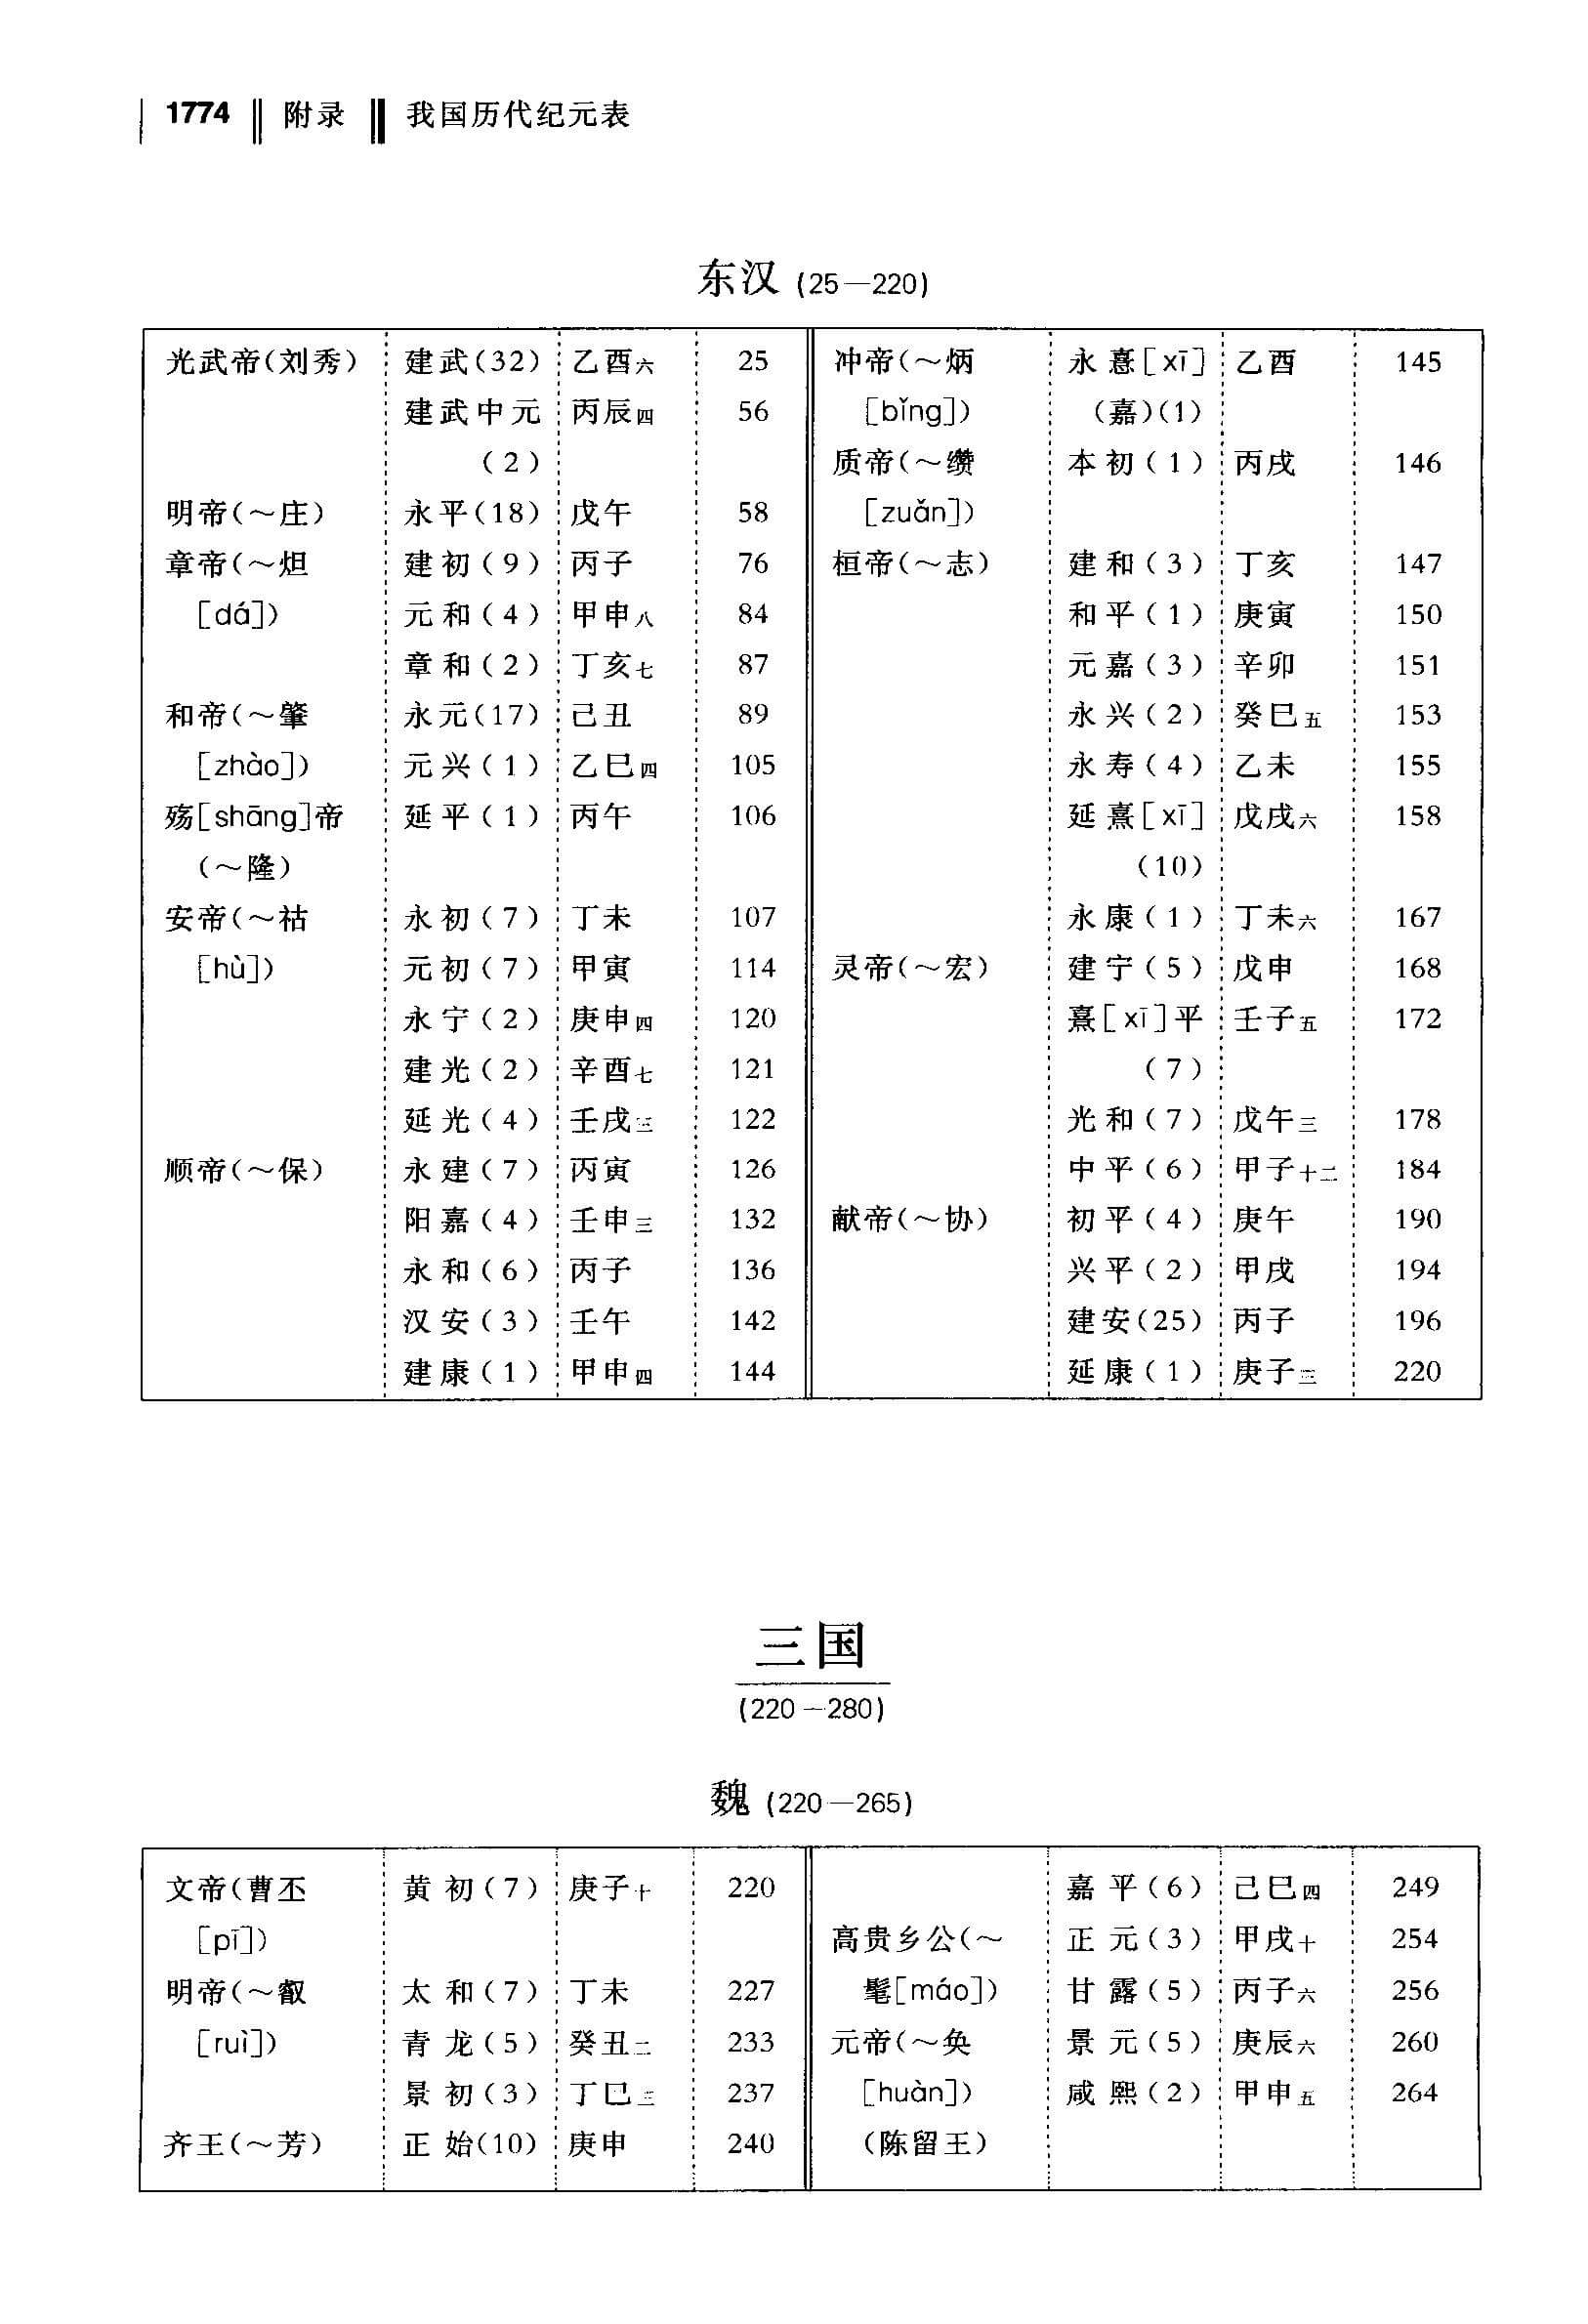 1774 附录 我国历代纪元表
东汉 (25—220)
光武帝(刘秀) 建武(32) 乙酉六 25
建武中元 丙辰四 56
(2)
明帝(～庄) 永平(18) 戊午 58
章帝(～炟 建初(9) 丙子 76
[dá]) 元和(4) 甲申八 84
章和(2) 丁亥七 87
和帝(～肇 永元(17) 己丑 89
[zhào]) 元兴(1) 乙巳四 105
殇[shāng]帝 延平(1) 丙午 106
(～隆)
安帝(～祜 永初(7) 丁未 107
[hù]) 元初(7) 甲寅 114
永宁(2) 庚申四 120
建光(2) 辛酉七 121
延光(4) 壬戌三 122
顺帝(～保) 永建(7) 丙寅 126
阳嘉(4) 壬申三 132
永和(6) 丙子 136
汉安(3) 壬午 142
建康(1) 甲申四 144
冲帝(～炳 永憙[xī] 乙酉 145
[bǐng]) (嘉)(1)
质帝(～缵 本初(1) 丙戌 146
[zuǎn])
桓帝(～志) 建和(3) 丁亥 147
和平(1) 庚寅 150
元嘉(3) 辛卯 151
永兴(2) 癸巳五 153
永寿(4) 乙未 155
延熹[xī] 戊戌六 158
(10)
永康(1) 丁未六 167
灵帝(～宏) 建宁(5) 戊申 168
熹[xī]平 壬子五 172
(7)
光和(7) 戊午三 178
中平(6) 甲子十二 184
献帝(～协) 初平(4) 庚午 190
兴平(2) 甲戌 194
建安(25) 丙子 196
延康(1) 庚子三 220
三国
(220—280)
魏 (220—265)
文帝(曹丕 黄初(7) 庚子十 220
[pī])
明帝(～叡 太和(7) 丁未 227
[ruì]) 青龙(5) 癸丑二 233
景初(3) 丁巳三 237
齐王(～芳) 正始(10) 庚申 240
嘉平(6) 己巳四 249
高贵乡公(～ 正元(3) 甲戌十 254
髦[máo]) 甘露(5) 丙子六 256
元帝(～奂 景元(5) 庚辰六 260
[huàn]) 咸熙(2) 甲申五 264
(陈留王)